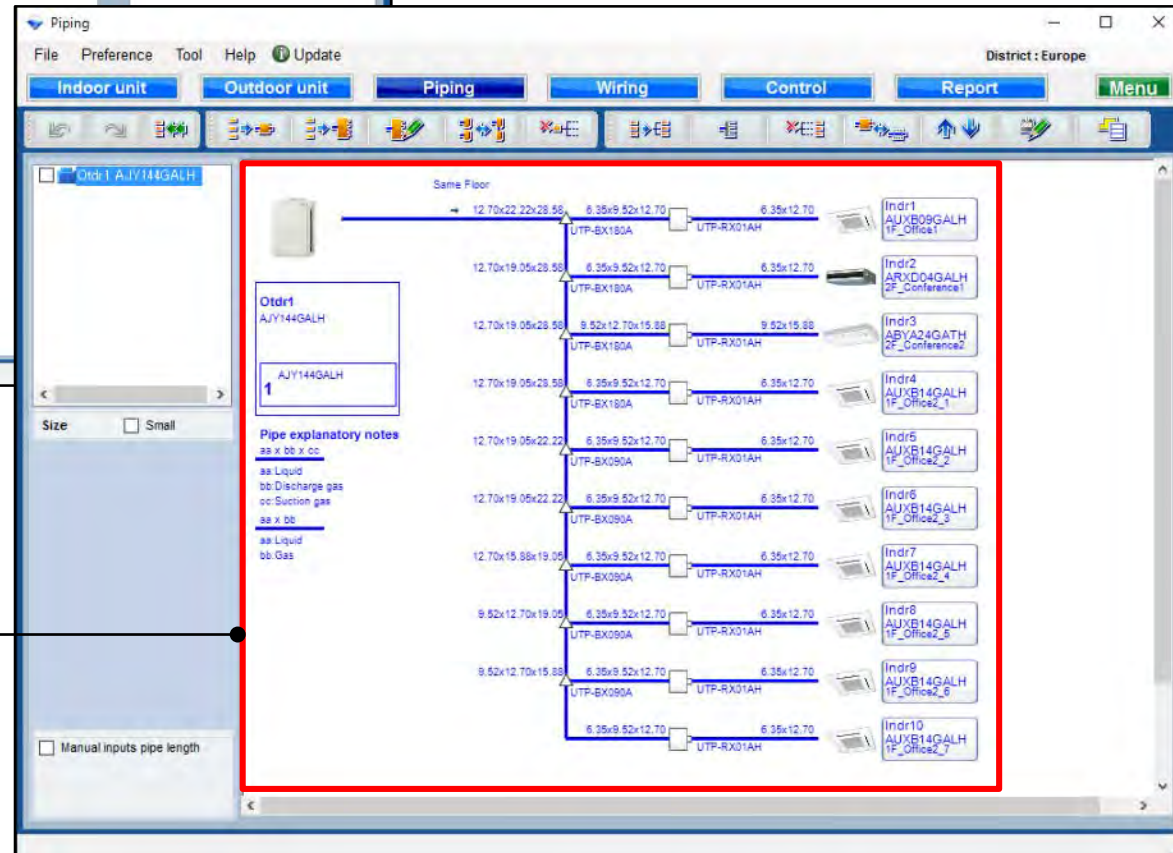 Piping
File Preference Tool Help Update District : Europe
Indoor unit Outdoor unit Piping Wiring Control Report Menu
Otdr1 AJY144GALH
Size Small
Manual inputs pipe length
Same Floor
Otdr1
AJY144GALH
AJY144GALH
1
Pipe explanatory notes
aa x bb x cc
aa:Liquid
bb:Discharge gas
cc:Suction gas
aa x bb
aa:Liquid
bb:Gas
12.70x22.22x28.58 6.35x9.52x12.70 6.35x12.70
UTP-BX180A UTP-RX01AH
Indr1
AUXB09GALH
1F_Office1
12.70x19.05x28.58 6.35x9.52x12.70 6.35x12.70
UTP-BX180A UTP-RX01AH
Indr2
ARXD04GALH
2F_Conference1
12.70x19.05x28.58 9.52x12.70x15.88 9.52x15.88
UTP-BX180A UTP-RX01AH
Indr3
ABYA24GATH
2F_Conference2
12.70x19.05x28.58 6.35x9.52x12.70 6.35x12.70
UTP-BX180A UTP-RX01AH
Indr4
AUXB14GALH
1F_Office2_1
12.70x19.05x22.22 6.35x9.52x12.70 6.35x12.70
UTP-BX090A UTP-RX01AH
Indr5
AUXB14GALH
1F_Office2_2
12.70x19.05x22.22 6.35x9.52x12.70 6.35x12.70
UTP-BX090A UTP-RX01AH
Indr6
AUXB14GALH
1F_Office2_3
12.70x15.88x19.05 6.35x9.52x12.70 6.35x12.70
UTP-BX090A UTP-RX01AH
Indr7
AUXB14GALH
1F_Office2_4
9.52x12.70x19.05 6.35x9.52x12.70 6.35x12.70
UTP-BX090A UTP-RX01AH
Indr8
AUXB14GALH
1F_Office2_5
9.52x12.70x15.88 6.35x9.52x12.70 6.35x12.70
UTP-BX090A UTP-RX01AH
Indr9
AUXB14GALH
1F_Office2_6
6.35x9.52x12.70 6.35x12.70
UTP-RX01AH
Indr10
AUXB14GALH
1F_Office2_7